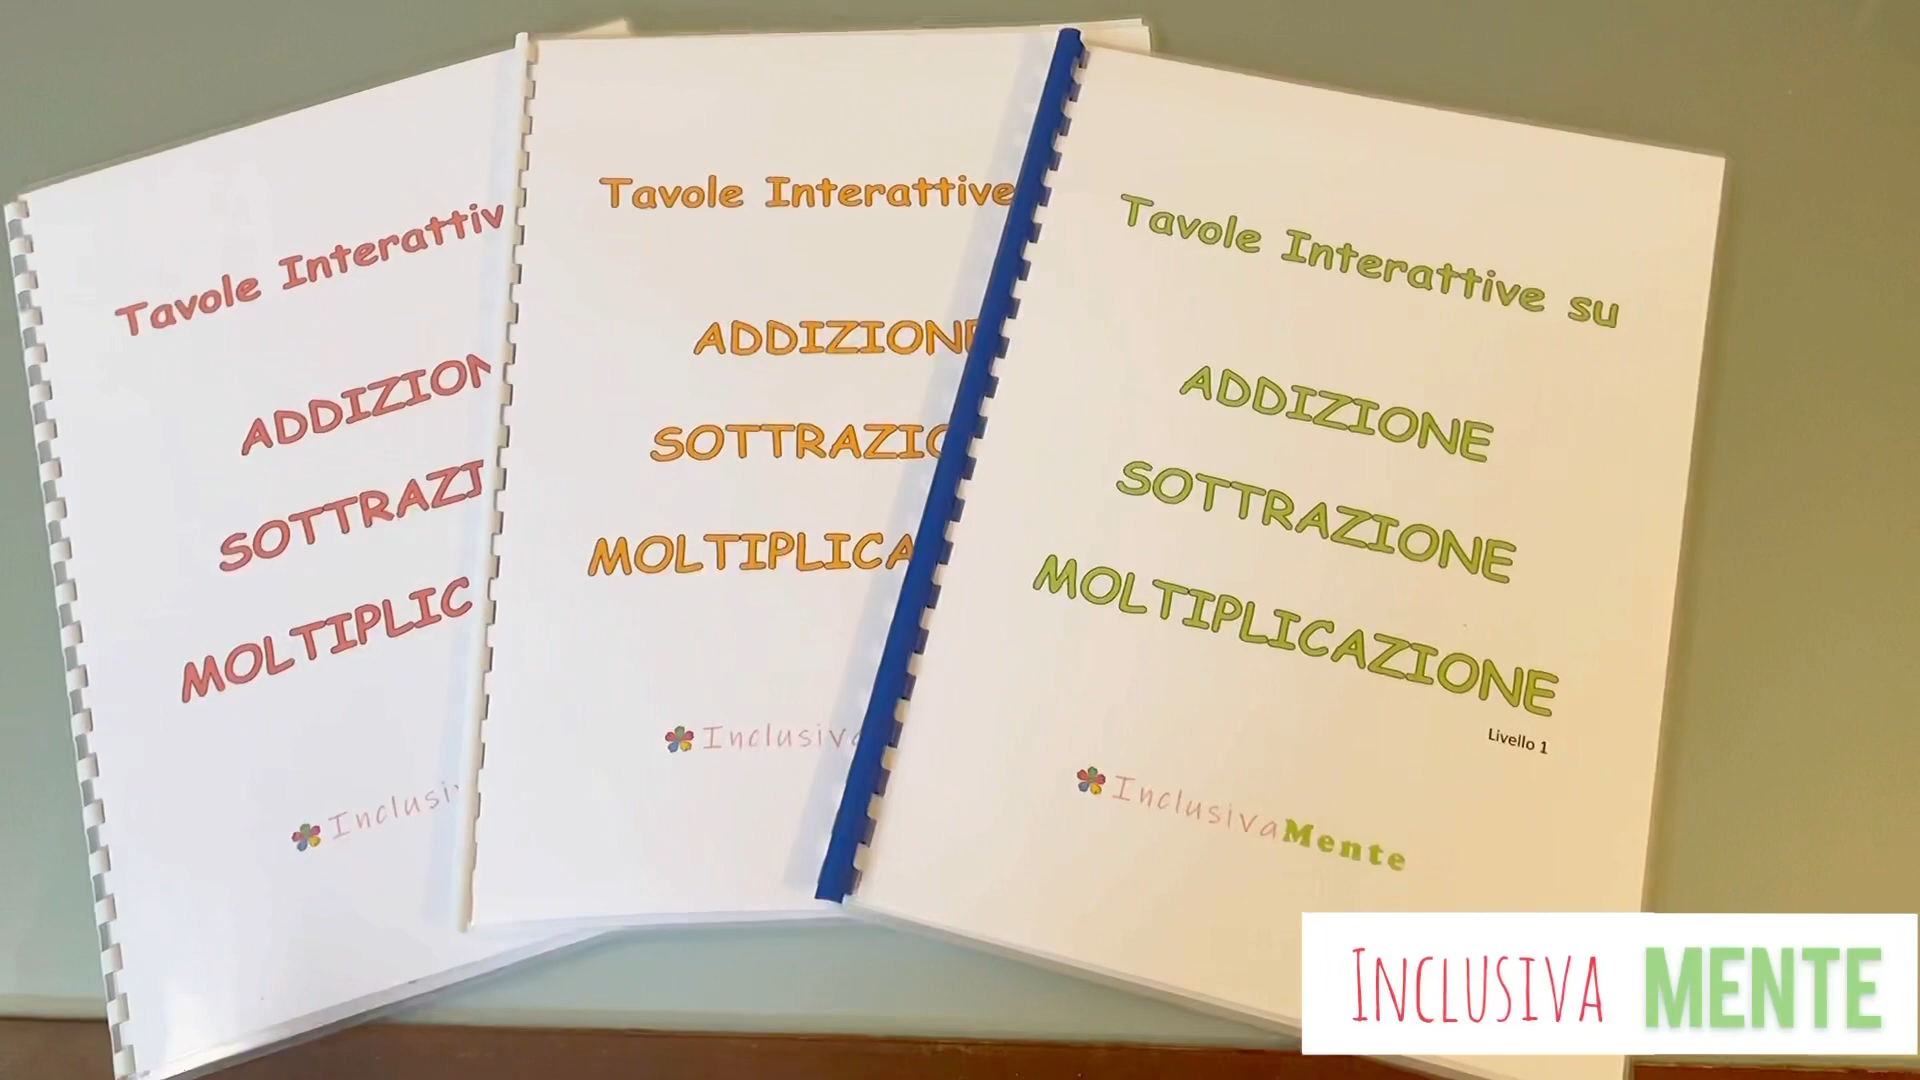 Tavole Interattiv
ADDIZION
SOTTRAZI
MOLTIPLIC
Inclusi
Tavole Interattive
ADDIZIONE
SOTTRAZIO
MOLTIPLICA
Inclusiva
Tavole Interattive su
ADDIZIONE
SOTTRAZIONE
MOLTIPLICAZIONE
Livello 1
InclusivaMente
INCLUSIVA MENTE